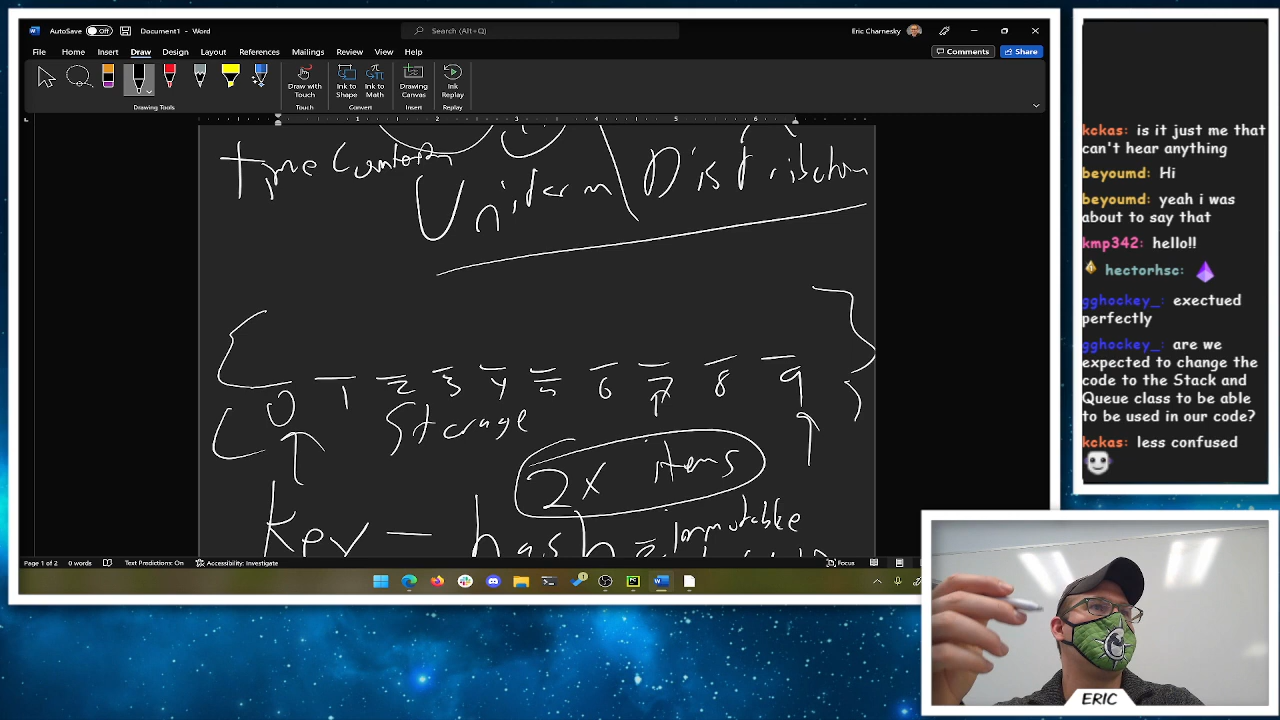 AutoSave Off Document1 - Word Search (Alt+Q) Eric Charnesky
File Home Insert Draw Design Layout References Mailings Review View Help Comments Share
Draw with Touch Ink to Shape Ink to Math Drawing Canvas Ink Replay
Drawing Tools Touch Convert Insert Replay
1 2 3 4 5 6
Time
Uniform Distribution
0 1 2 3 4 5 6 7 8 9
Storage
2x items
key — hash = immutable
Page 1 of 2 0 words Text Predictions: On Accessibility: Investigate Focus
kckas: is it just me that
can't hear anything
beyoumd: Hi
beyoumd: yeah i was
about to say that
kmp342: hello!!
hectorhsc:
gghockey_: exectued
perfectly
gghockey_: are we
expected to change the
code to the Stack and
Queue class to be able
to be used in our code?
kckas: less confused
ERIC